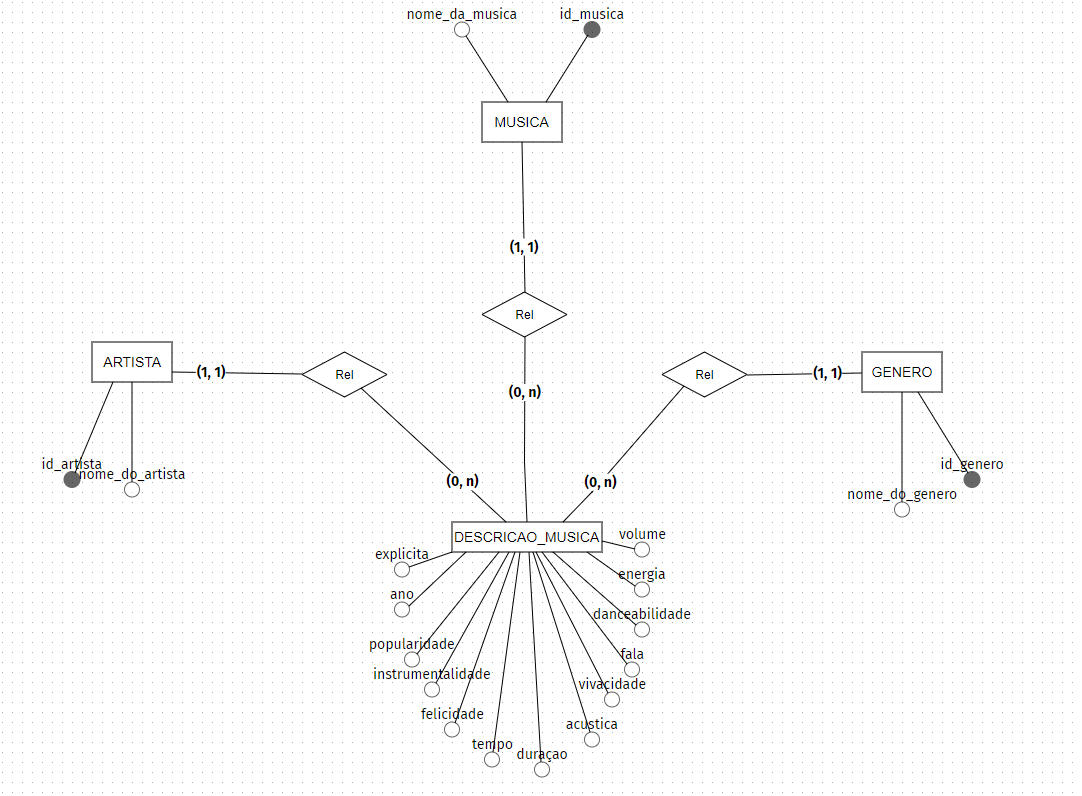 nome_da_musica
id_musica
MUSICA
(1, 1)
Rel
ARTISTA
(1, 1)
Rel
(0, n)
Rel
(1, 1)
GENERO
id_artista
nome_do_artista
(0, n)
(0, n)
id_genero
nome_do_genero
DESCRICAO_MUSICA
volume
explicita
energia
ano
danceabilidade
popularidade
fala
instrumentalidade
vivacidade
felicidade
acustica
tempo
duraçao